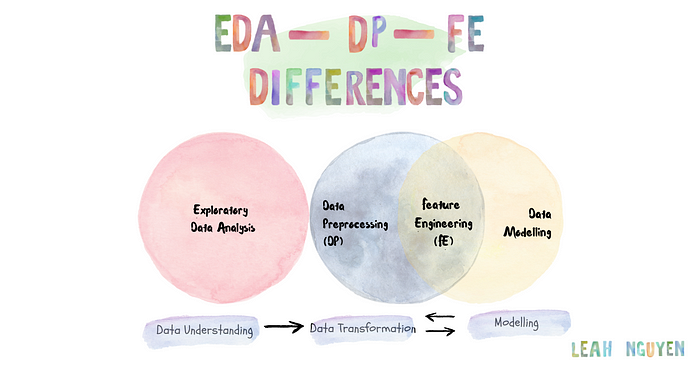 EDA — DP — FE
DIFFERENCES
Exploratory
Data Analysis
Data
Preprocessing
(DP)
feature
Engineering
(fE)
Data
Modelling
Data Understanding
Data Transformation
Modelling
LEAH NGUYEN